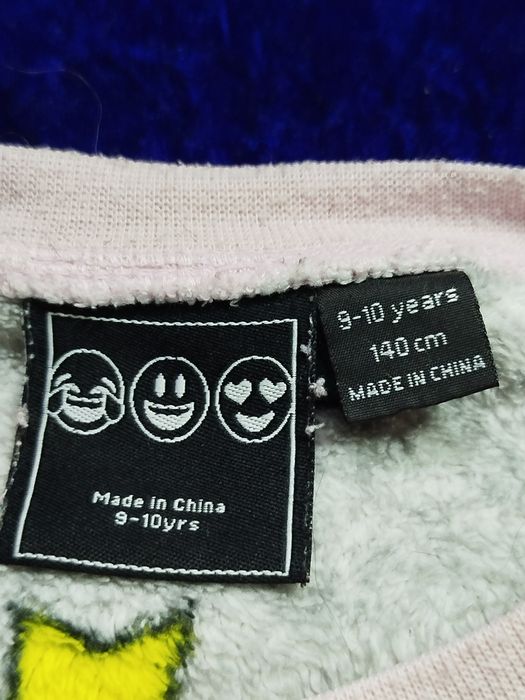 9-10 years
140 cm
MADE IN CHINA
Made in China
9-10yrs